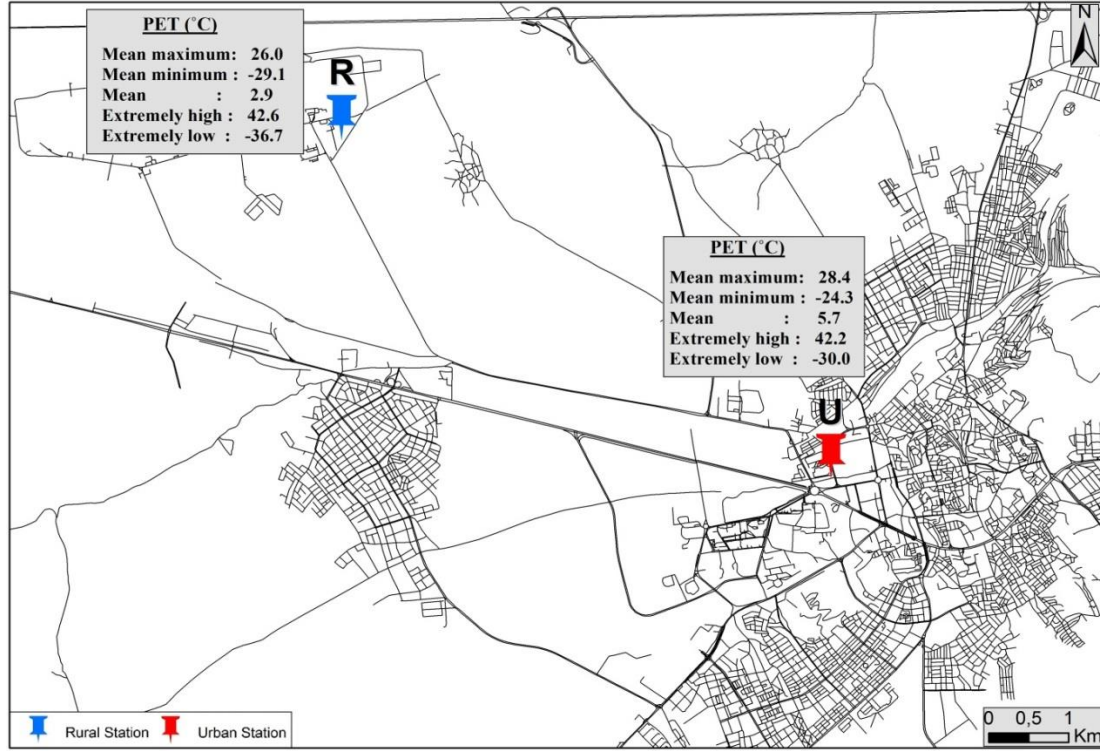 PET (˚C)
Mean maximum: 26.0
Mean minimum : -29.1
Mean : 2.9
Extremely high : 42.6
Extremely low : -36.7
R
N
PET (˚C)
Mean maximum: 28.4
Mean minimum : -24.3
Mean : 5.7
Extremely high : 42.2
Extremely low : -30.0
U
Rural Station Urban Station
0 0,5 1
Km